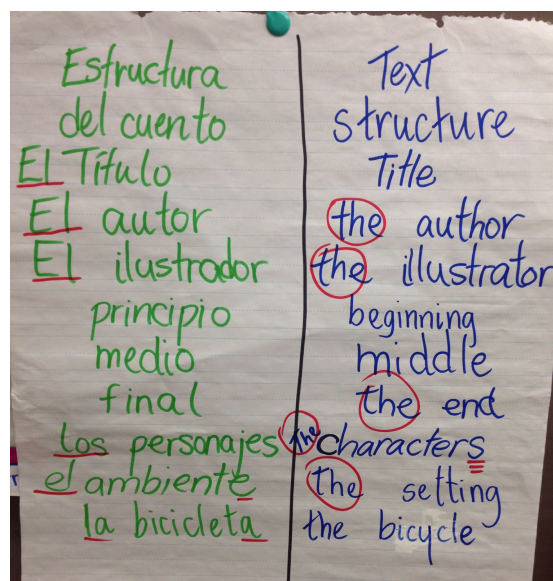 Estructura
del cuento
El Título
El autor
El ilustrador
principio
medio
final
los personajes
el ambiente
la bicicleta
Text
structure
Title
the author
the illustrator
beginning
middle
the end
The characters
The setting
the bicycle